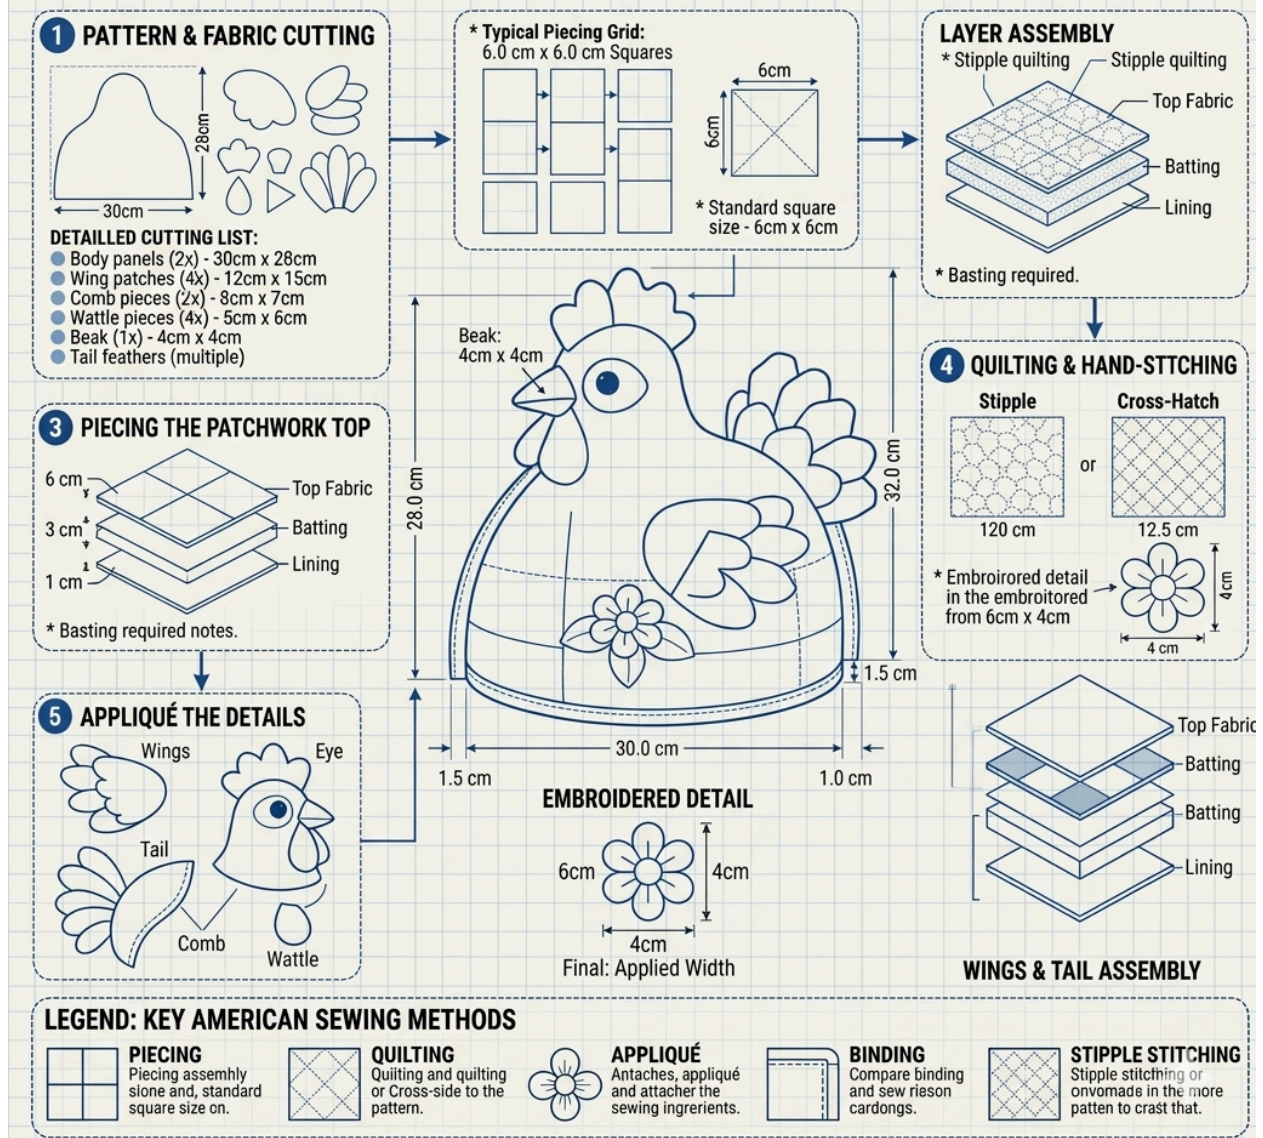 1 PATTERN & FABRIC CUTTING
28cm
30cm
DETAILLED CUTTING LIST:
Body panels (2x) - 30cm x 28cm
Wing patches (4x) - 12cm x 15cm
Comb pieces (2x) - 8cm x 7cm
Wattle pieces (4x) - 5cm x 6cm
Beak (1x) - 4cm x 4cm
Tail feathers (multiple)
* Typical Piecing Grid:
6.0 cm x 6.0 cm Squares
6cm
6cm
* Standard square
size - 6cm x 6cm
LAYER ASSEMBLY
* Stipple quilting
Stipple quilting
Top Fabric
Batting
Lining
* Basting required.
3 PIECING THE PATCHWORK TOP
6 cm
3 cm
1 cm
Top Fabric
Batting
Lining
* Basting required notes.
Beak:
4cm x 4cm
28.0 cm
32.0 cm
1.5 cm
30.0 cm
1.5 cm
1.0 cm
4 QUILTING & HAND-STTCHING
Stipple
Cross-Hatch
or
120 cm
12.5 cm
* Embroirored detail
in the embroitored
from 6cm x 4cm
4cm
4 cm
5 APPLIQUÉ THE DETAILS
Wings
Eye
Tail
Comb
Wattle
EMBROIDERED DETAIL
6cm
4cm
4cm
Final: Applied Width
Top Fabric
Batting
Batting
Lining
WINGS & TAIL ASSEMBLY
LEGEND: KEY AMERICAN SEWING METHODS
PIECING
Piecing assembly
sione and, standard
square size on.
QUILTING
Quiiting and quilting
or Cross-side to the
pattern.
APPLIQUÉ
Antaches, appliqué
and attacher the
sewing ingrerients.
BINDING
Compare binding
and sew rieson
cardongs.
STIPPLE STITCHING
Stipple stitching or
onvomade in the more
patten to crast that.